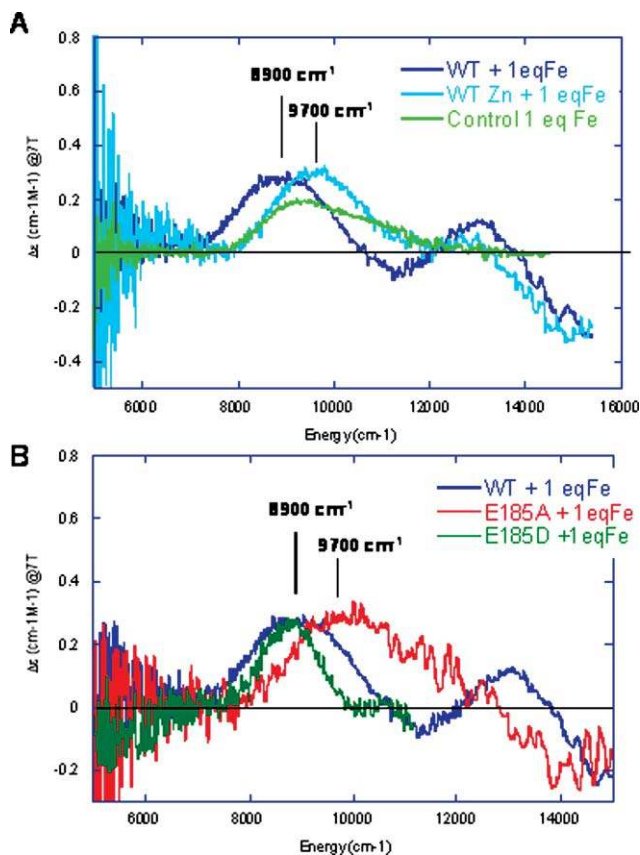 A
0.8
0.6
0.4
0.2
0
-0.2
-0.4
Δε (cm-1M-1) @7T
8900 cm⁻¹
9700 cm⁻¹
WT + 1eqFe
WT Zn + 1 eqFe
Control 1 eq Fe
6000 8000 10000 12000 14000 16000
Energy(cm-1)
B
0.8
0.6
0.4
0.2
0
-0.2
Δε (cm-1M-1) @7T
8900 cm⁻¹
9700 cm⁻¹
WT + 1 eqFe
E185A +1eqFe
E185D +1eqFe
6000 8000 10000 12000 14000
Energy(cm-1)